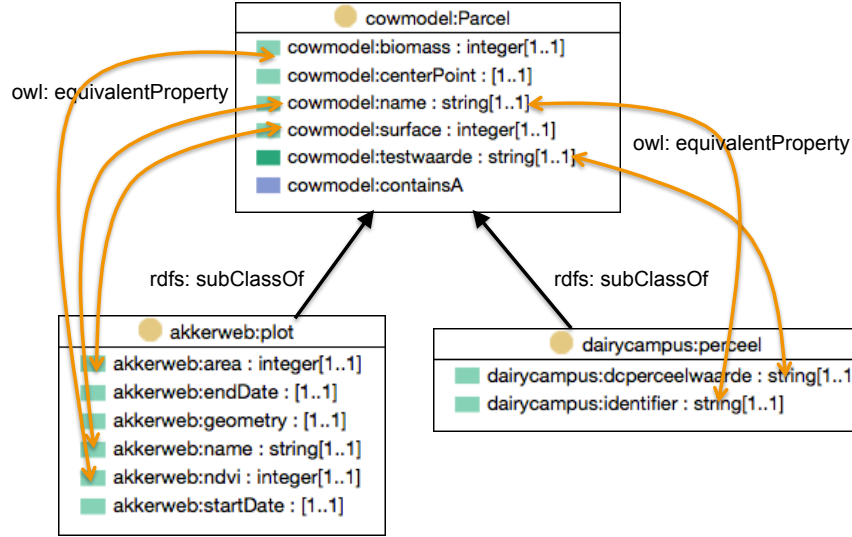 cowmodel:Parcel
cowmodel:biomass : integer[1..1]
cowmodel:centerPoint : [1..1]
cowmodel:name : string[1..1]
cowmodel:surface : integer[1..1]
cowmodel:testwaarde : string[1..1]
cowmodel:containsA
owl: equivalentProperty
owl: equivalentProperty
rdfs: subClassOf
rdfs: subClassOf
akkerweb:plot
akkerweb:area : integer[1..1]
akkerweb:endDate : [1..1]
akkerweb:geometry : [1..1]
akkerweb:name : string[1..1]
akkerweb:ndvi : integer[1..1]
akkerweb:startDate : [1..1]
dairycampus:perceel
dairycampus:dcperceelwaarde : string[1..1
dairycampus:identifier : string[1..1]